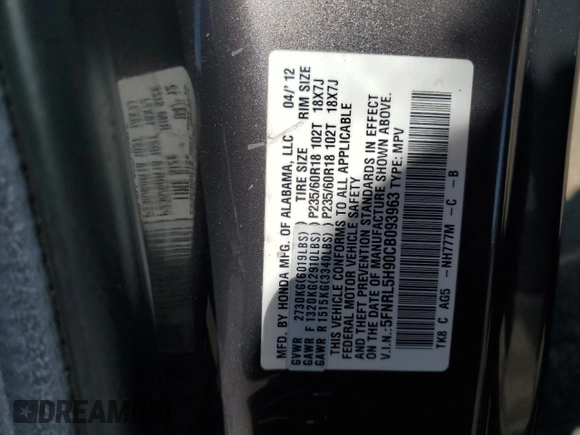 MFD. BY HONDA MFG. OF ALABAMA, LLC 04/'12
TIRE SIZE RIM SIZE
GVWR 2730KG(6019LBS)
GAWR F 1320KG(2910LBS) P235/60R18 102T 18X7J
GAWR R 1515KG(3340LBS) P235/60R18 102T 18X7J
THIS VEHICLE CONFORMS TO ALL APPLICABLE
FEDERAL MOTOR VEHICLE SAFETY
AND THEFT PREVENTION STANDARDS IN EFFECT
ON THE DATE OF MANUFACTURE SHOWN ABOVE.
V.I.N.:5FNRL5H90CB093963 TYPE: MPV
TK8 C AG5 - NH777M - C - B
DREAMBID